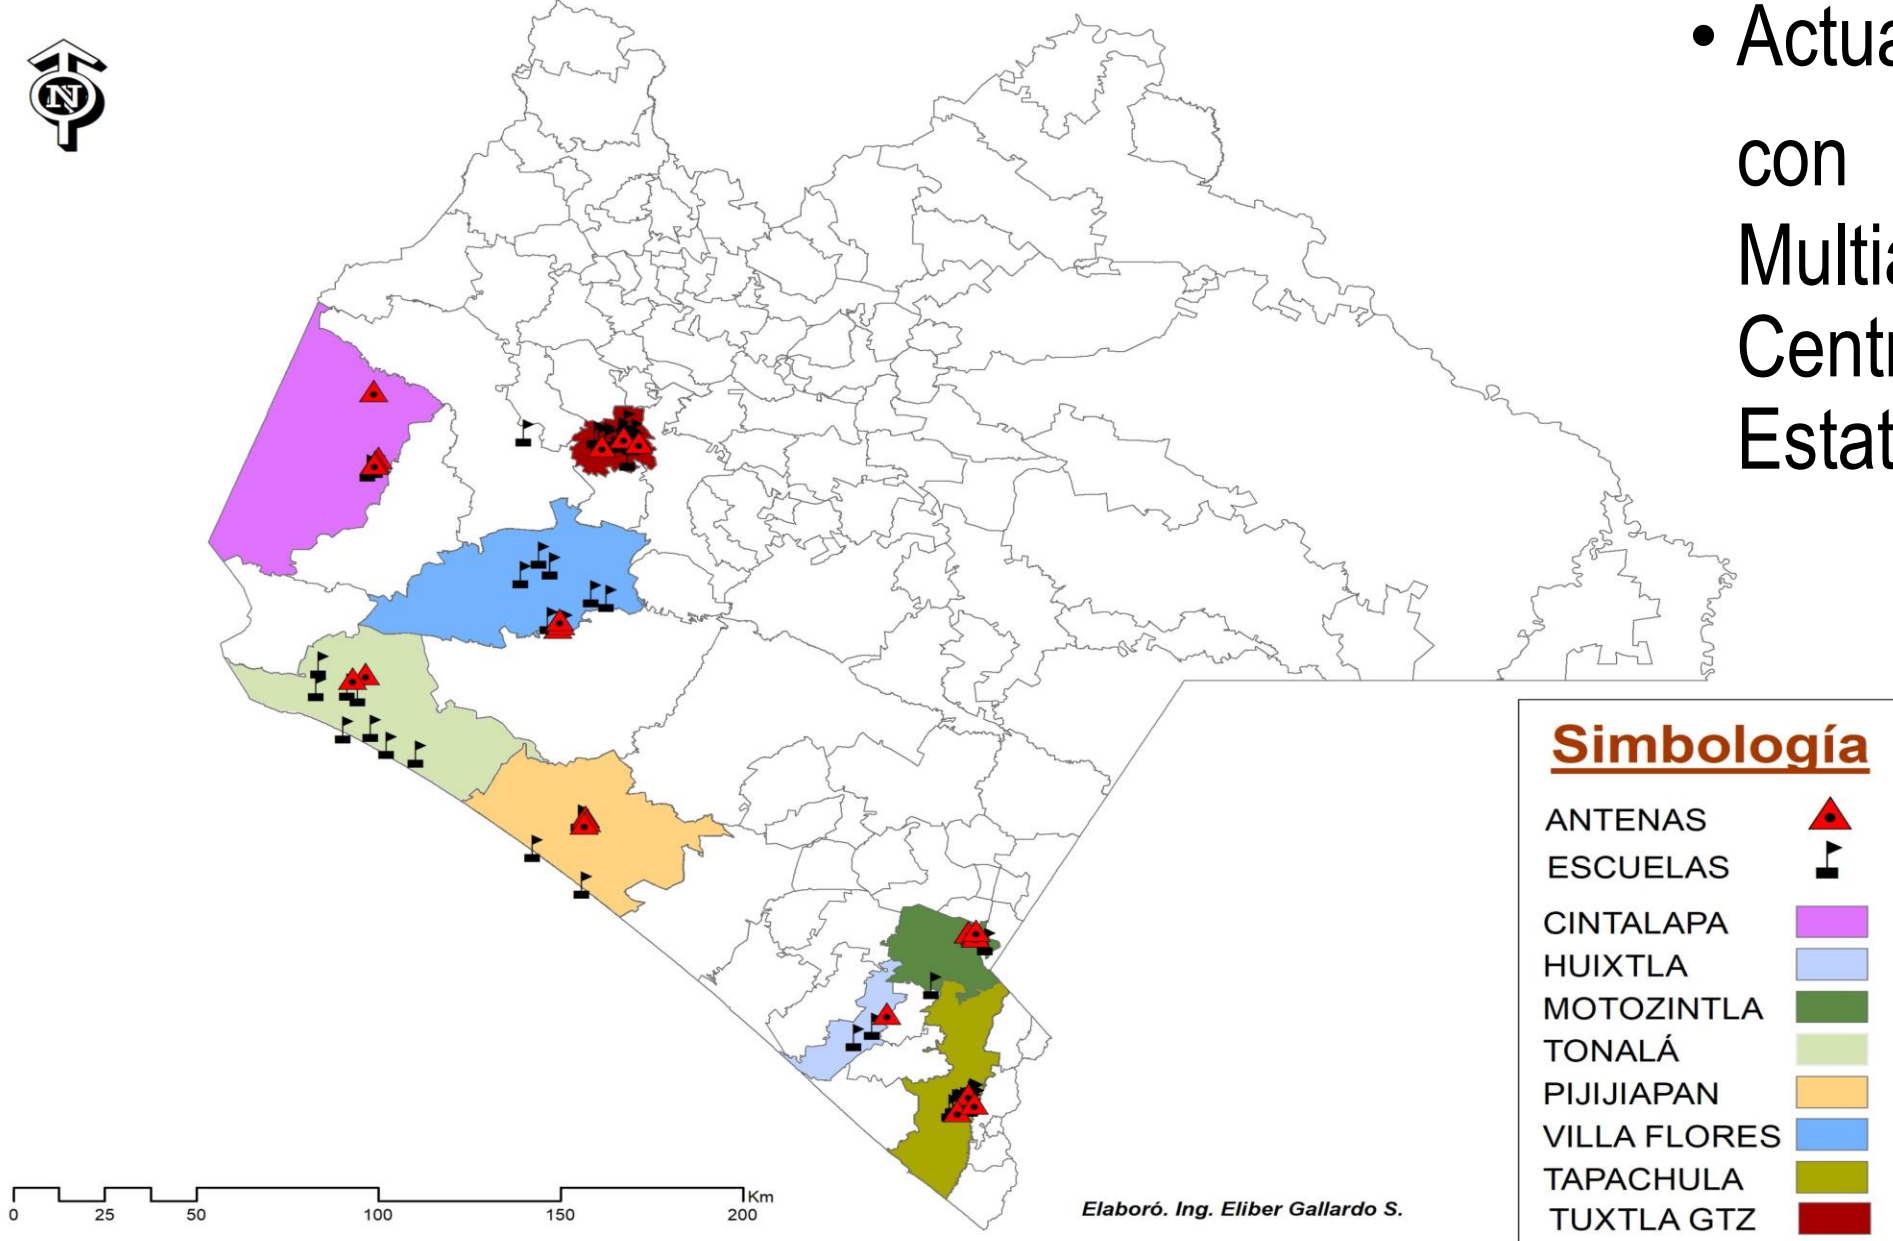 N
• Actua
con
Multia
Centr
Estat
Simbología
ANTENAS
ESCUELAS
CINTALAPA
HUIXTLA
MOTOZINTLA
TONALÁ
PIJIJIAPAN
VILLA FLORES
TAPACHULA
TUXTLA GTZ
Km
0 25 50 100 150 200
Elaboró. Ing. Eliber Gallardo S.